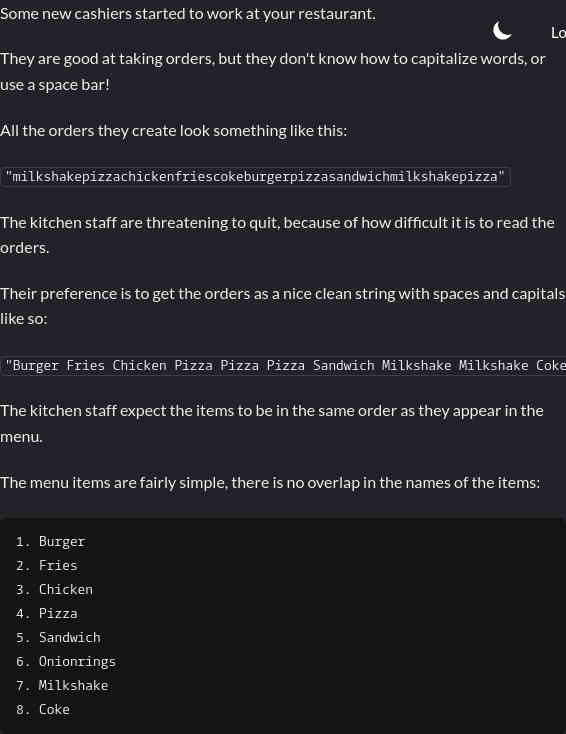 Some new cashiers started to work at your restaurant.
Lo
They are good at taking orders, but they don't know how to capitalize words, or
use a space bar!
All the orders they create look something like this:
"milkshakepizzachickenfriescokeburgerpizzasandwichmilkshakepizza"
The kitchen staff are threatening to quit, because of how difficult it is to read the
orders.
Their preference is to get the orders as a nice clean string with spaces and capitals
like so:
"Burger Fries Chicken Pizza Pizza Pizza Sandwich Milkshake Milkshake Coke
The kitchen staff expect the items to be in the same order as they appear in the
menu.
The menu items are fairly simple, there is no overlap in the names of the items:
1. Burger
2. Fries
3. Chicken
4. Pizza
5. Sandwich
6. Onionrings
7. Milkshake
8. Coke